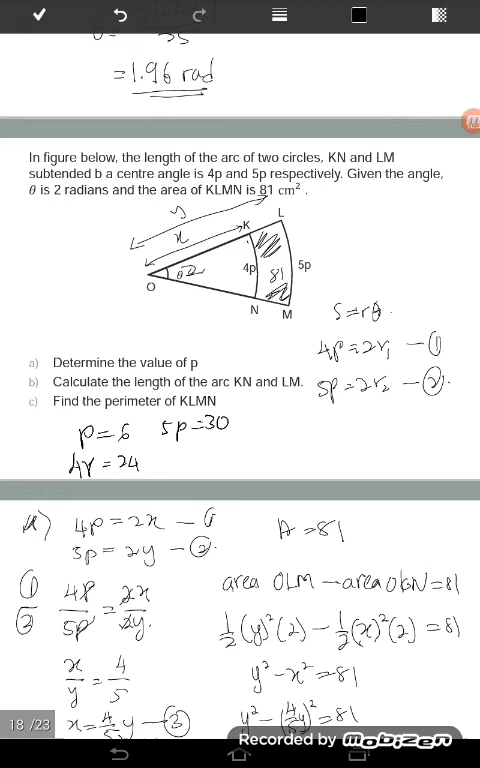 = 1.96 rad
In figure below, the length of the arc of two circles, KN and LM
subtended b a centre angle is 4p and 5p respectively. Given the angle,
θ is 2 radians and the area of KLMN is 81 cm².
y
L
x
K
θ 2
4p
81
5p
O
N
M
S = rθ
4p = 2r₁ — ①
5p = 2r₂ — ②
a) Determine the value of p
b) Calculate the length of the arc KN and LM.
c) Find the perimeter of KLMN
p = 6
5p = 30
4p = 24
a) 4p = 2x — ①
5p = 2y — ②
A = 81
①/② 4p/5p = 2x/2y
area OLM — area OKN = 81
½(y)²(2) — ½(x)²(2) = 81
x/y = 4/5
y² - x² = 81
x = 4/5 y — ③
y² - (4/5 y)² = 81
18 / 23
Recorded by mobizen